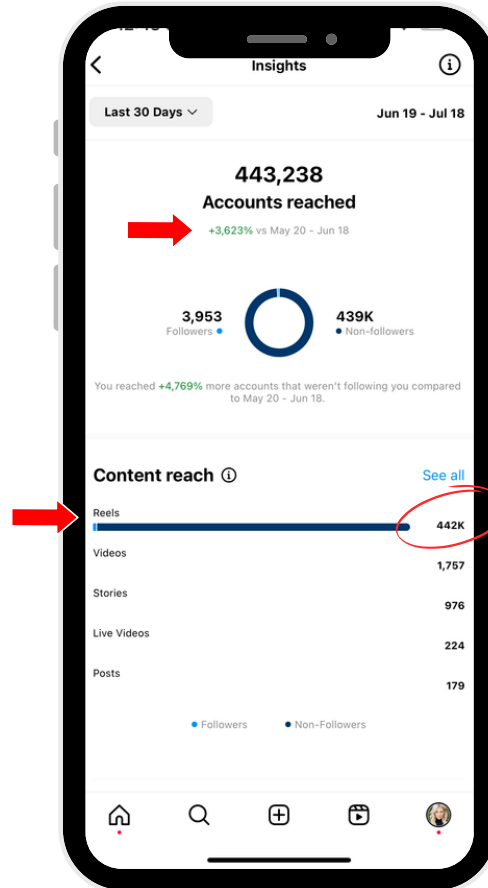 Insights
Last 30 Days
Jun 19 - Jul 18
443,238
Accounts reached
+3,623% vs May 20 - Jun 18
3,953
Followers
439K
Non-followers
You reached +4,769% more accounts that weren't following you compared
to May 20 - Jun 18.
Content reach
See all
Reels
442K
Videos
1,757
Stories
976
Live Videos
224
Posts
179
Followers
Non-Followers